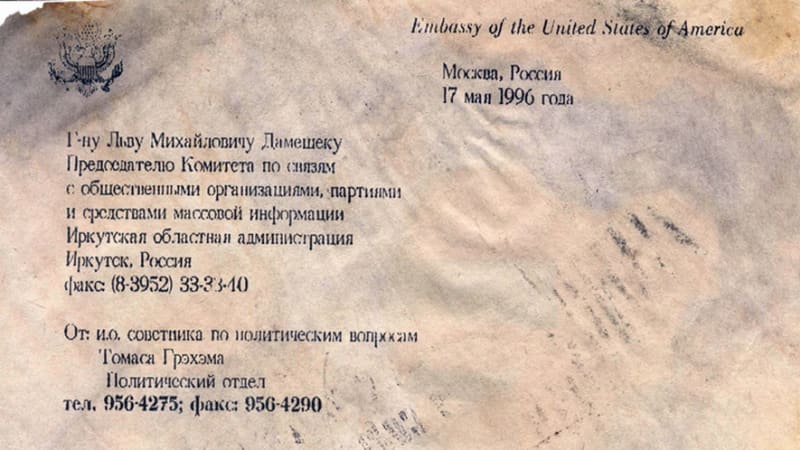 Embassy of the United States of America
Москва, Россия
17 мая 1996 года
Г-ну Льву Михайловичу Дамешеку
Председателю Комитета по связям
с общественными организациями, партиями
и средствами массовой информации
Иркутская областная администрация
Иркутск, Россия
факс: (8-3952) 33-33-40
От: и.о. советника по политическим вопросам
Томаса Грэхэма
Политический отдел
тел. 956-4275; факс: 956-4290